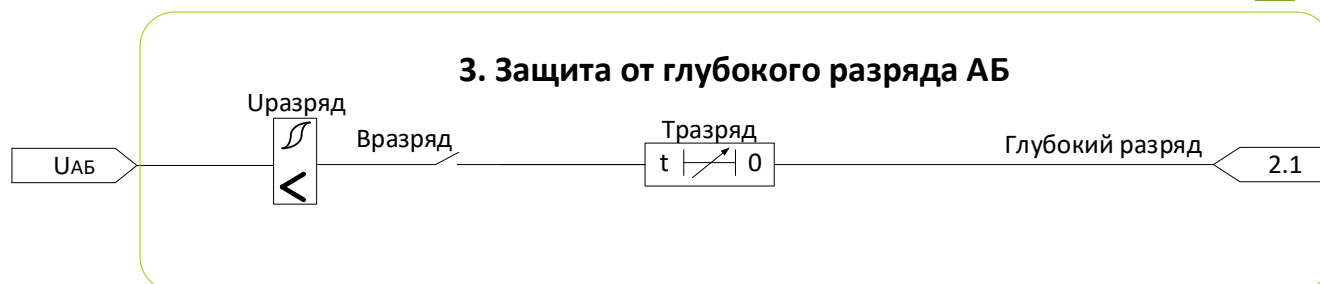 3. Защита от глубокого разряда АБ
Uразряд
Вразряд
Тразряд
Глубокий разряд
UАБ
<
t
0
2.1